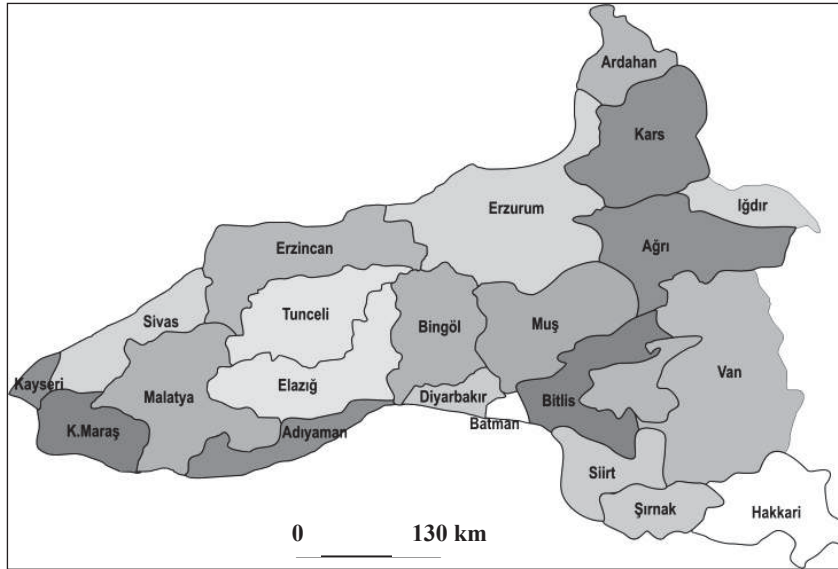 Ardahan
Kars
Iğdır
Erzurum
Ağrı
Erzincan
Tunceli
Bingöl
Muş
Sivas
Van
Kayseri
Malatya
Elazığ
Diyarbakır
Bitlis
K.Maraş
Adıyaman
Batman
Siirt
Şırnak
Hakkari
0 130 km